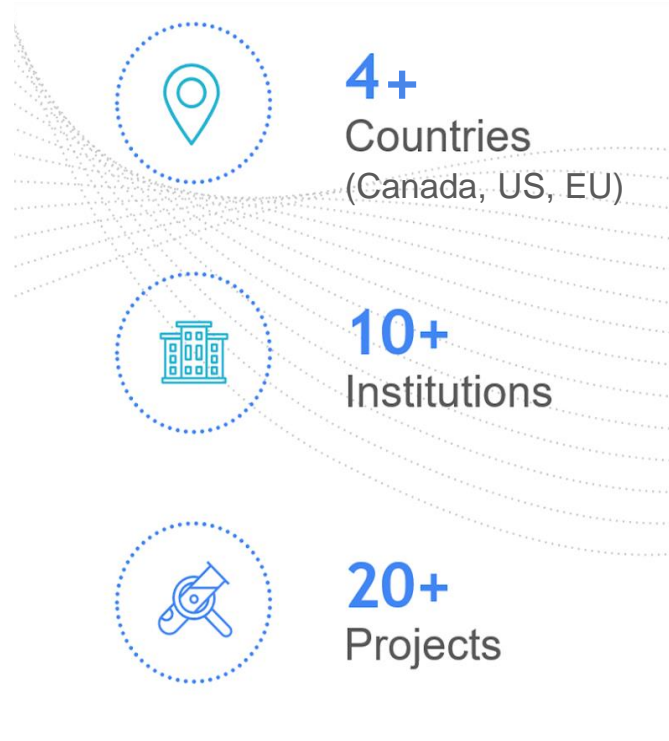 4+
Countries
(Canada, US, EU)
10+
Institutions
20+
Projects